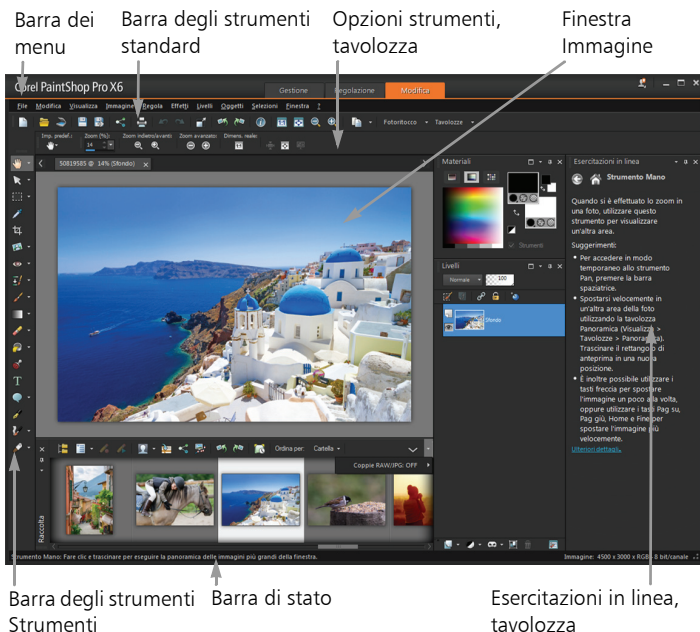 Barra dei
menu
Barra degli strumenti
standard
Opzioni strumenti,
tavolozza
Finestra
Immagine
Corel PaintShop Pro X6
Gestione
Regolazione
Modifica
File Modifica Visualizza Immagine Regola Effetti Livelli Oggetti Selezioni Finestra ?
Fotoritocco Tavolozze
Imp. predef.: Zoom (%): Zoom indietro/avanti: Zoom avanzato: Dimens. reale:
14
50819585 @ 14% (Sfondo) ×
Materiali
Strumenti
Livelli
Normale 100
Sfondo
Esercitazioni in linea
Strumento Mano
Quando si è effettuato lo zoom in
una foto, utilizzare questo
strumento per visualizzare
un'altra area.
Suggerimenti:
• Per accedere in modo
temporaneo allo strumento
Pan, premere la barra
spaziatrice.
• Spostarsi velocemente in
un'altra area della foto
utilizzando la tavolozza
Panoramica (Visualizza >
Tavolozze > Panoramica).
Trascinare il rettangolo di
anteprima in una nuova
posizione.
• È inoltre possibile utilizzare i
tasti freccia per spostare
l'immagine un poco alla volta,
oppure utilizzare i tasti Pag su,
Pag giù, Home e Fine per
spostare l'immagine più
velocemente.
Ulteriori dettagli.
Ordina per: Cartella
Coppie RAW/JPG: OFF
Raccolta
Strumento Mano: Fare clic e trascinare per eseguire la panoramica delle immagini più grandi della finestra.
Immagine: 4500 x 3000 x RGB - 8 bit/canale
Barra degli strumenti
Strumenti
Barra di stato
Esercitazioni in linea,
tavolozza